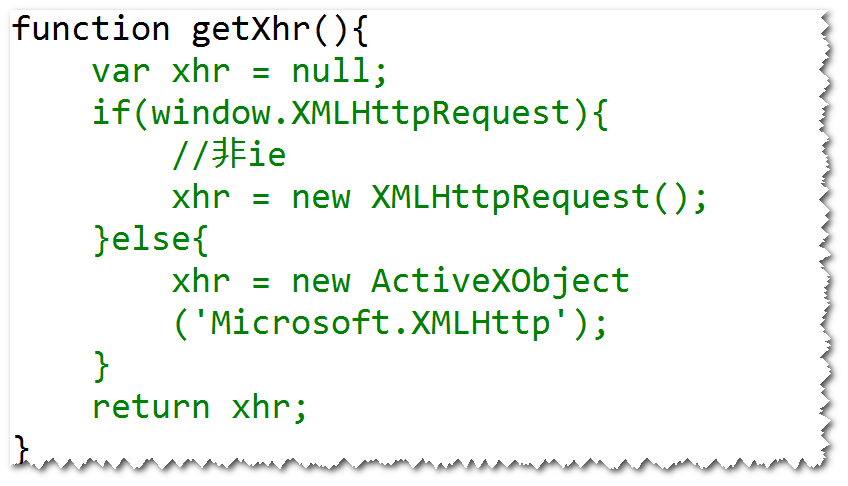 function getXhr(){
    var xhr = null;
    if(window.XMLHttpRequest){
        //非ie
        xhr = new XMLHttpRequest();
    }else{
        xhr = new ActiveXObject
        ('Microsoft.XMLHttp');
    }
    return xhr;
}